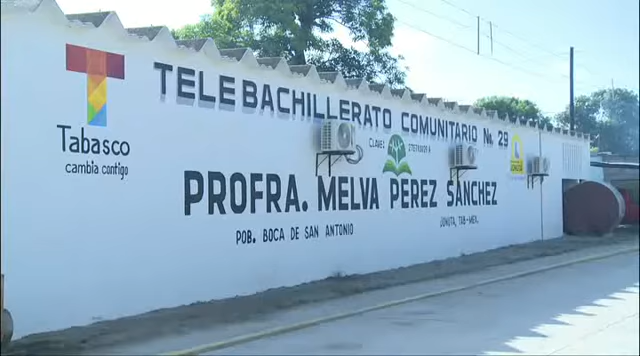 TELEBACHILLERATO COMUNITARIO No. 29
Tabasco
cambia contigo
CLAVE:
PROFRA. MELVA PEREZ SANCHEZ
POB. BOCA DE SAN ANTONIO
JONUTA, TAB-MEX.